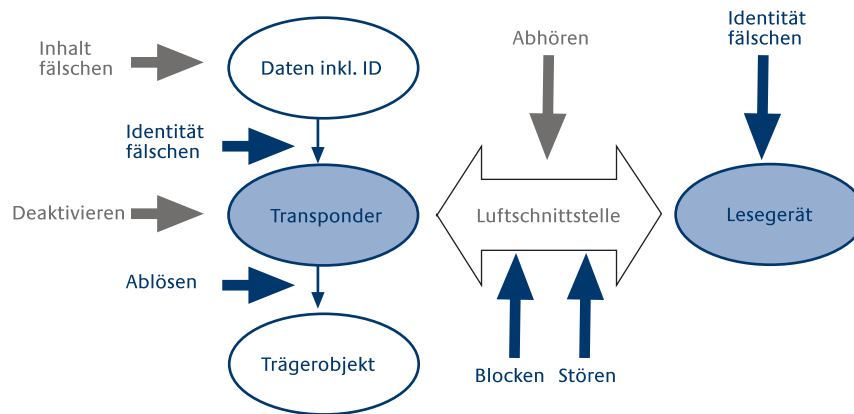 Identität
fälschen
Inhalt
fälschen
Daten inkl. ID
Abhören
Identität
fälschen
Deaktivieren
Transponder
Luftschnittstelle
Lesegerät
Ablösen
Trägerobjekt
Blocken
Stören